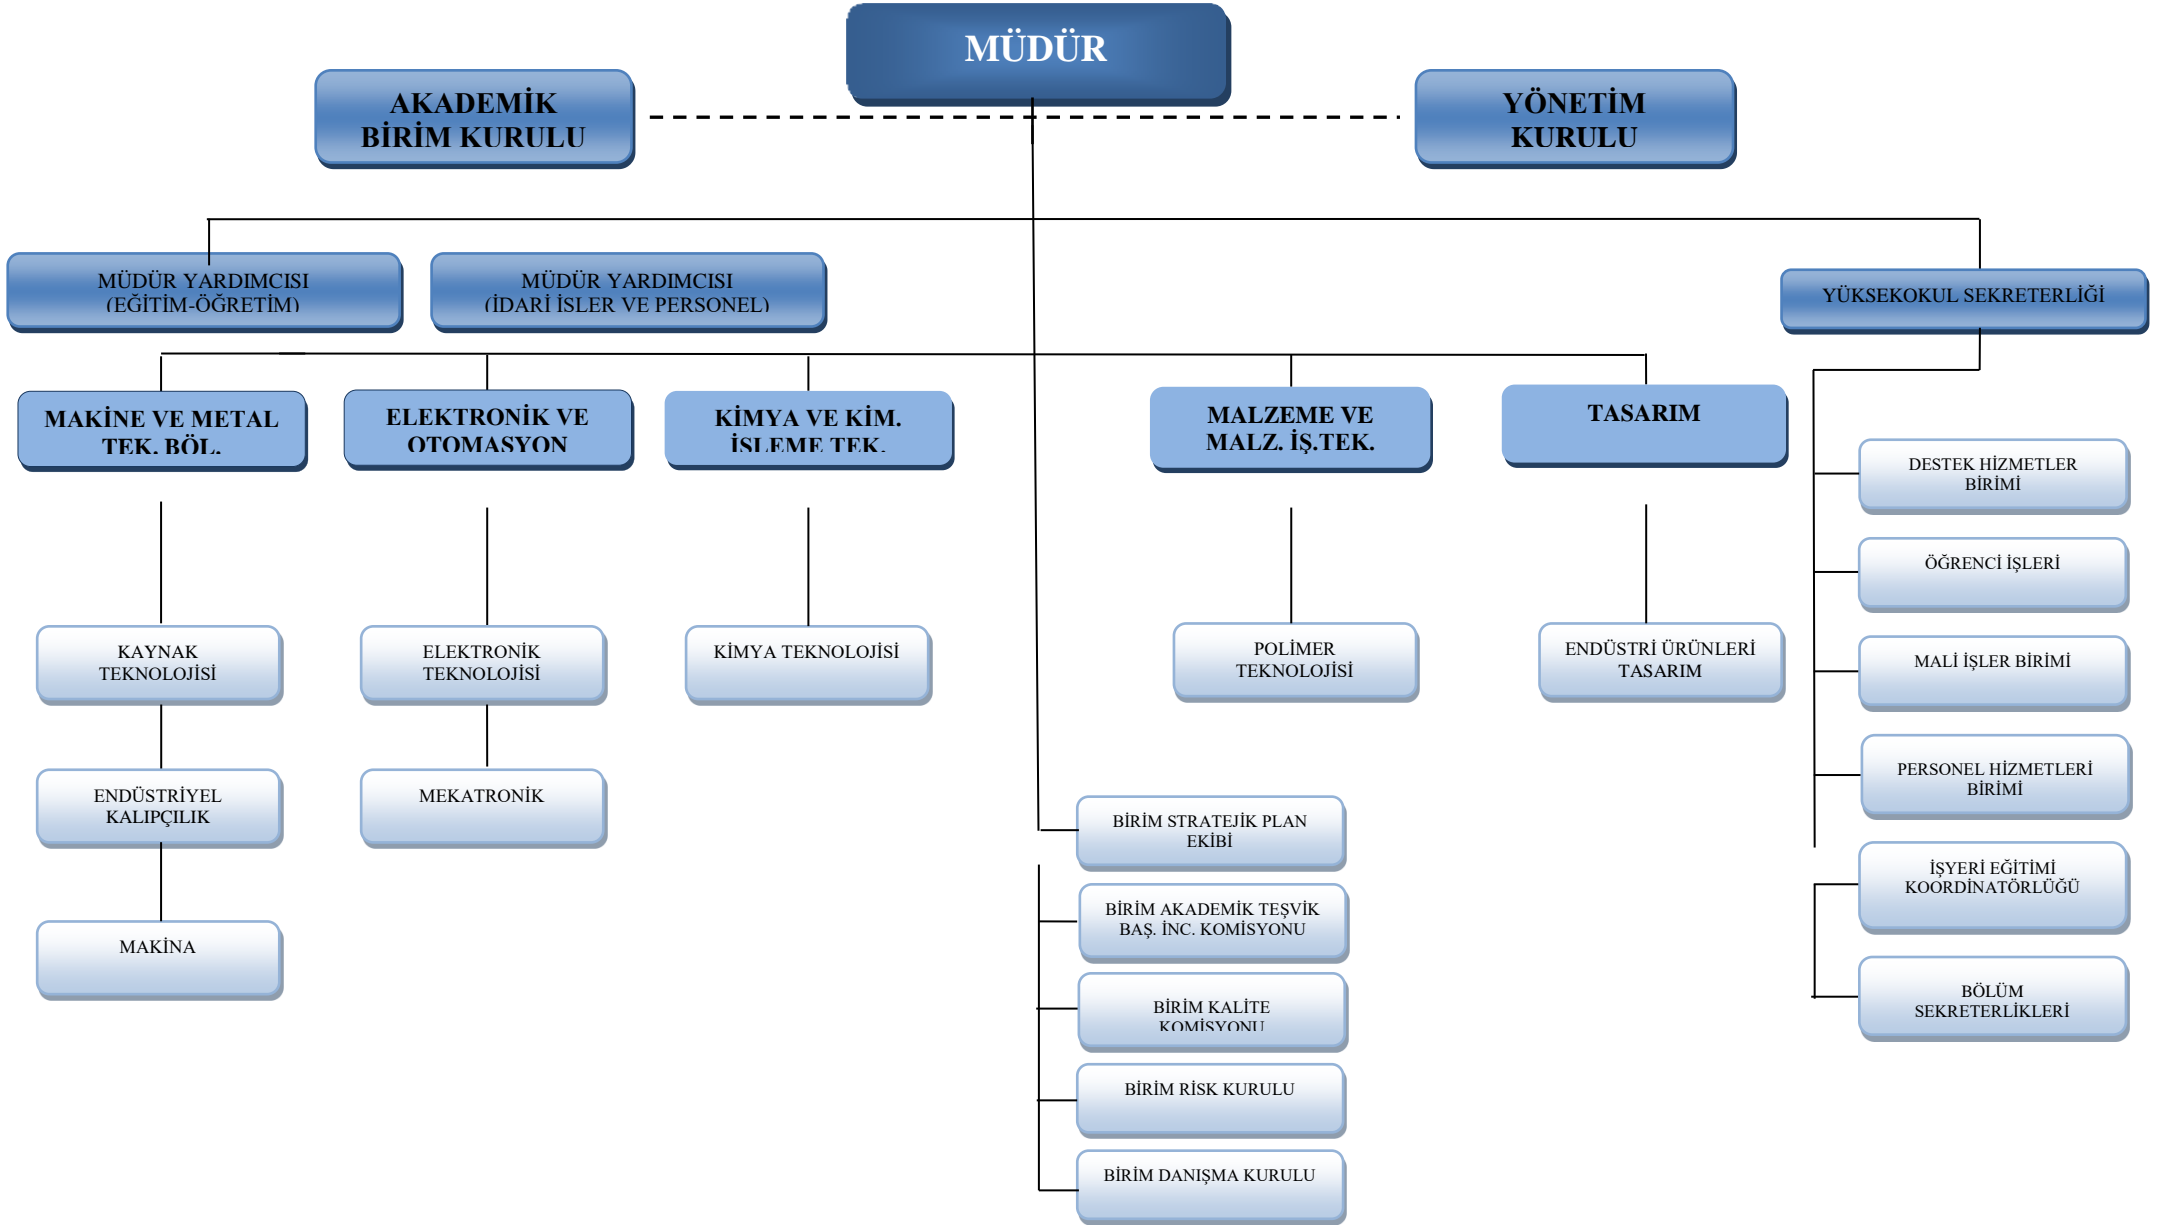 MÜDÜR
AKADEMİK
BİRİM KURULU
YÖNETİM
KURULU
MÜDÜR YARDIMCISI
(EĞİTİM-ÖĞRETİM)
MÜDÜR YARDIMCISI
(İDARİ İSLER VE PERSONEL)
YÜKSEKOKUL SEKRETERLİĞİ
MAKİNE VE METAL
TEK. BÖL.
ELEKTRONİK VE
OTOMASYON
KİMYA VE KİM.
İSLEME TEK.
MALZEME VE
MALZ. İŞ.TEK.
TASARIM
DESTEK HİZMETLER
BİRİMİ
ÖĞRENCİ İŞLERİ
MALİ İŞLER BİRİMİ
PERSONEL HİZMETLERİ
BİRİMİ
İŞYERİ EĞİTİMİ
KOORDİNATÖRLÜĞÜ
BÖLÜM
SEKRETERLİKLERİ
KAYNAK
TEKNOLOJİSİ
ELEKTRONİK
TEKNOLOJİSİ
KİMYA TEKNOLOJİSİ
POLİMER
TEKNOLOJİSİ
ENDÜSTRİ ÜRÜNLERİ
TASARIM
ENDÜSTRİYEL
KALIPÇILIK
MEKATRONİK
MAKİNA
BİRİM STRATEJİK PLAN
EKİBİ
BİRİM AKADEMİK TEŞVİK
BAŞ. İNC. KOMİSYONU
BİRİM KALİTE
KOMİSYONU
BİRİM RİSK KURULU
BİRİM DANIŞMA KURULU